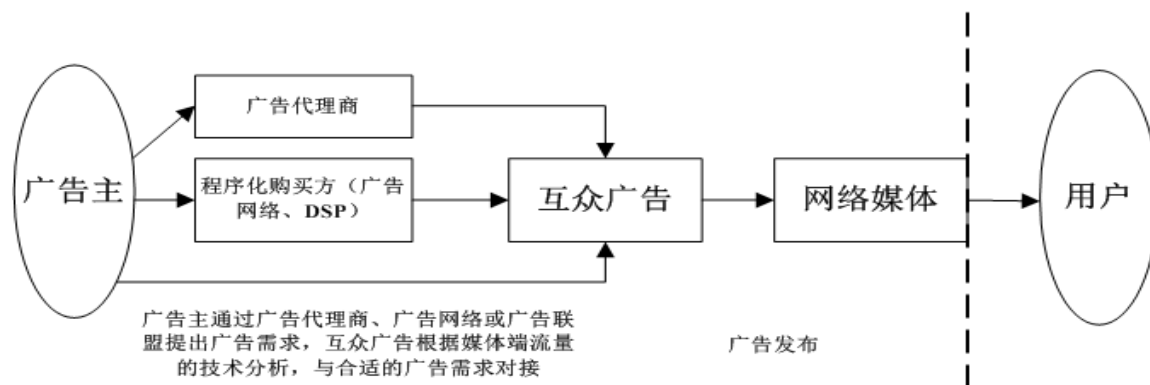 广告主
广告代理商
程序化购买方（广告
网络、DSP）
互众广告
网络媒体
用户
广告主通过广告代理商、广告网络或广告联
盟提出广告需求，互众广告根据媒体端流量
的技术分析，与合适的广告需求对接
广告发布